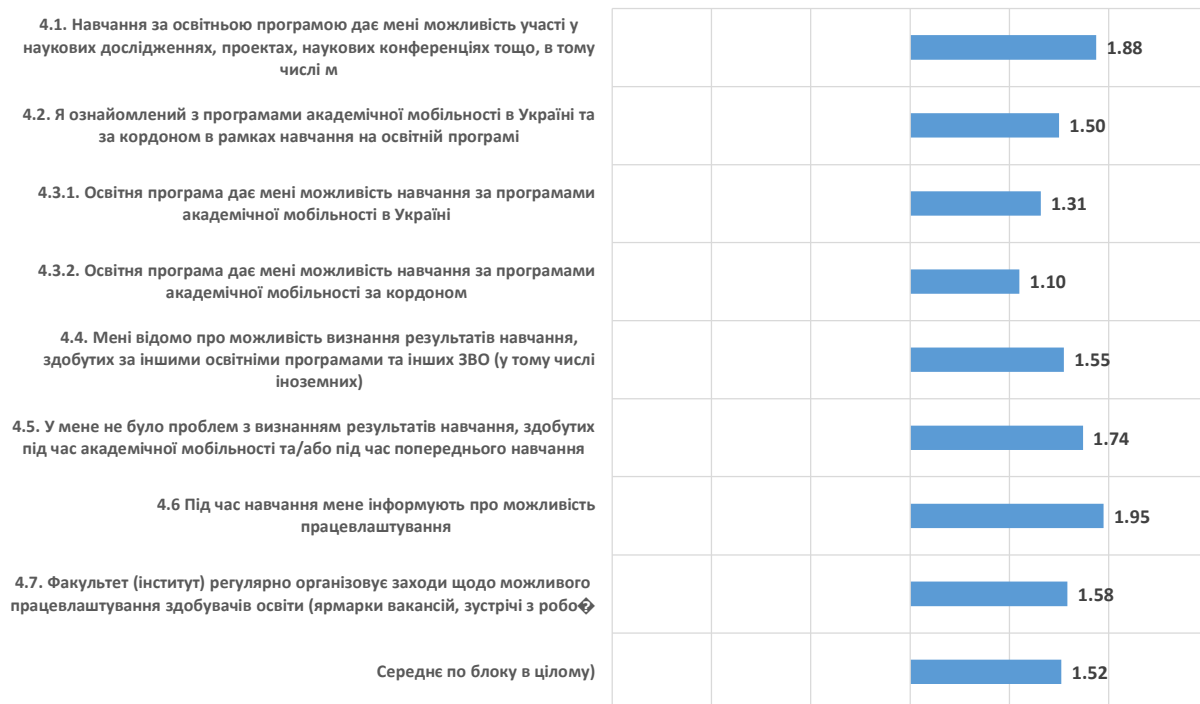 4.1. Навчання за освітньою програмою дає мені можливість участі у
наукових дослідженнях, проектах, наукових конференціях тощо, в тому
числі м
1.88
4.2. Я ознайомлений з програмами академічної мобільності в Україні та
за кордоном в рамках навчання на освітній програмі
1.50
4.3.1. Освітня програма дає мені можливість навчання за програмами
академічної мобільності в Україні
1.31
4.3.2. Освітня програма дає мені можливість навчання за програмами
академічної мобільності за кордоном
1.10
4.4. Мені відомо про можливість визнання результатів навчання,
здобутих за іншими освітніми програмами та інших ЗВО (у тому числі
іноземних)
1.55
4.5. У мене не було проблем з визнанням результатів навчання, здобутих
під час академічної мобільності та/або під час попереднього навчання
1.74
4.6 Під час навчання мене інформують про можливість
працевлаштування
1.95
4.7. Факультет (інститут) регулярно організовує заходи щодо можливого
працевлаштування здобувачів освіти (ярмарки вакансій, зустрічі з робо�
1.58
Середнє по блоку в цілому)
1.52